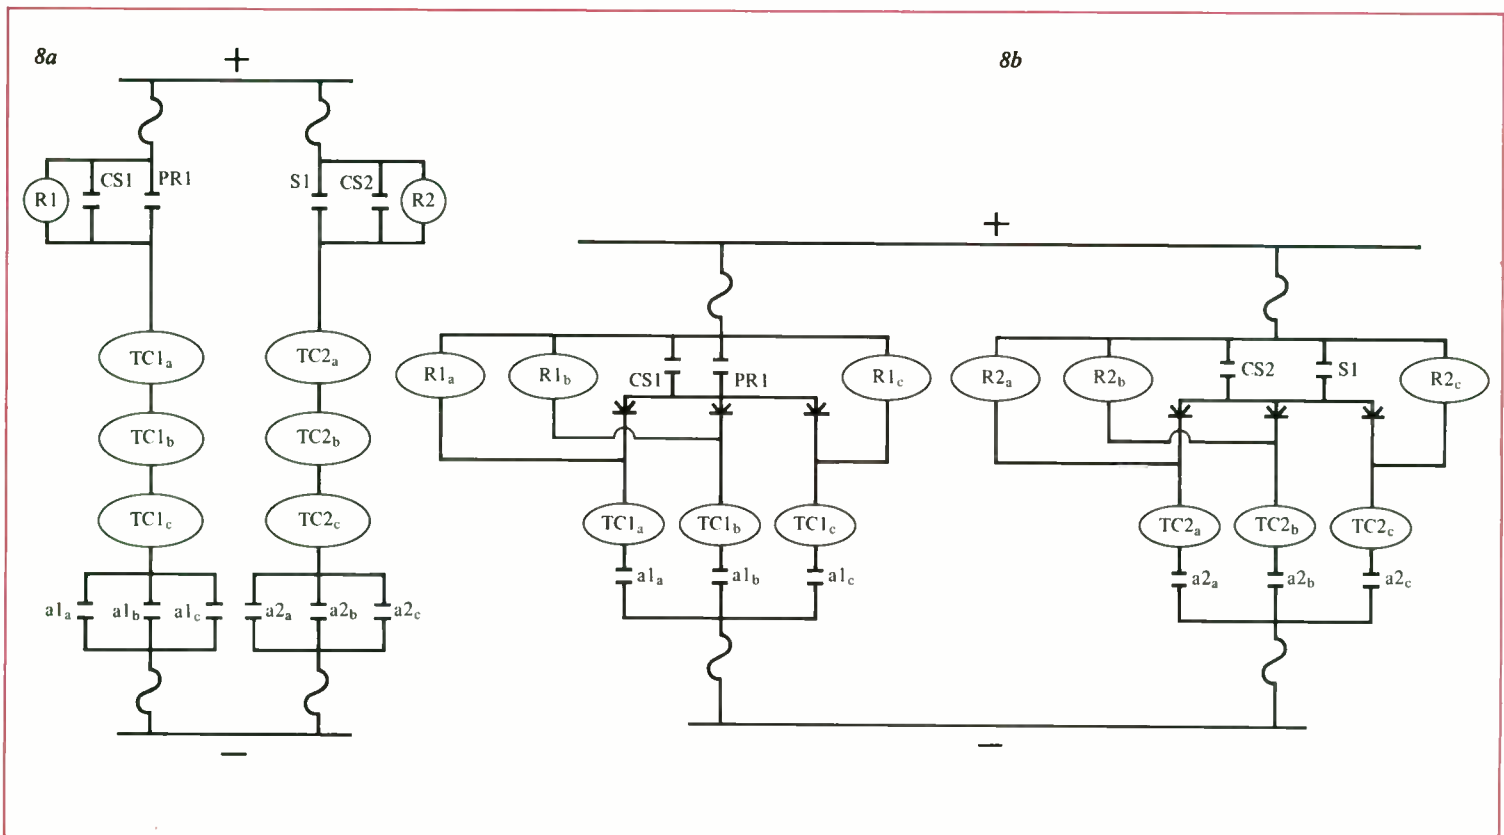 8a
+
8b
CS1 PR1
R1
S1 CS2
R2
TC1a
TC2a
TC1b
TC2b
TC1c
TC2c
a1a a1b a1c
a2a a2b a2c
−
+
R1a R1b CS1 PR1 R1c
R2a R2b CS2 S1 R2c
TC1a TC1b TC1c
TC2a TC2b TC2c
a1a a1b a1c
a2a a2b a2c
−